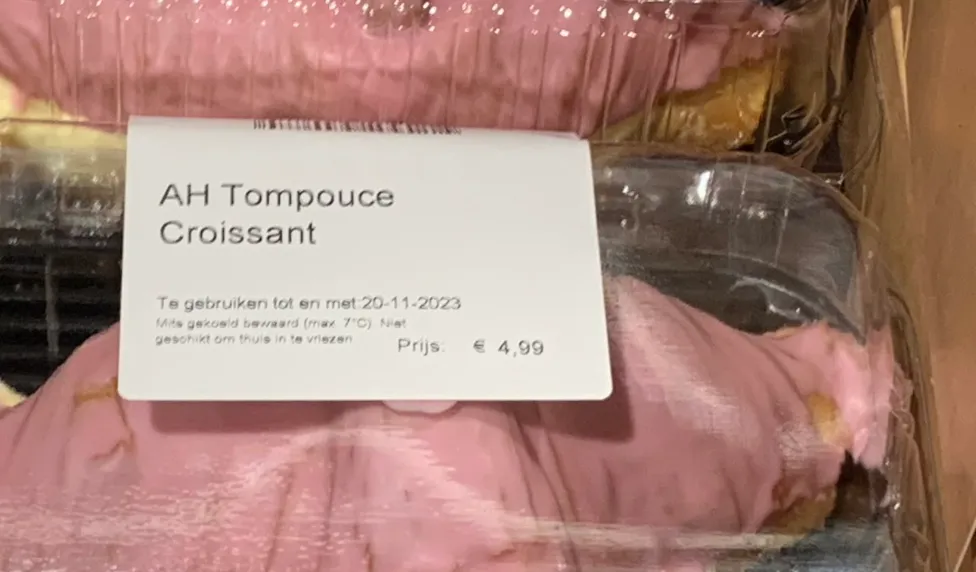 AH Tompouce
Croissant
Te gebruiken tot en met:20-11-2023
Mits gekoeld bewaard (max. 7°C). Niet
geschikt om thuis in te vriezen
Prijs: € 4,99